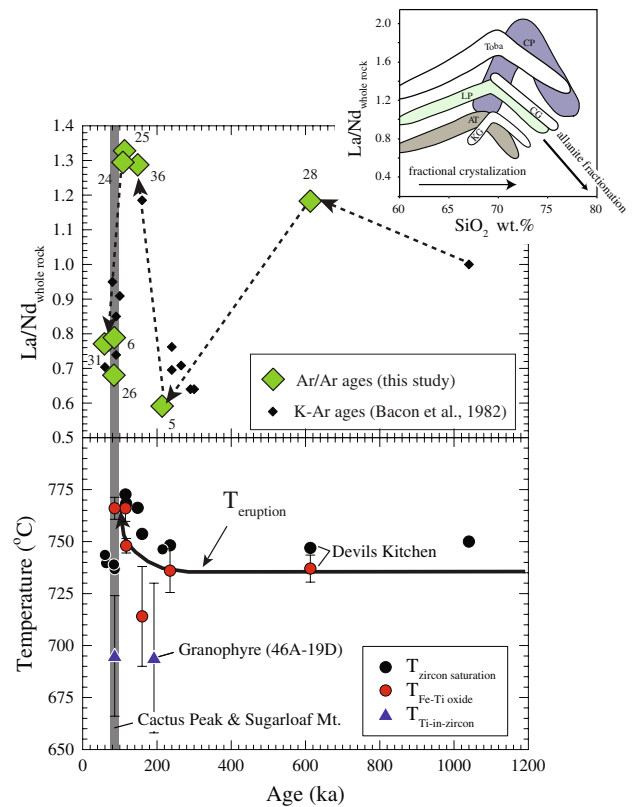 2.0
1.6
1.2
0.8
0.4
La/Nd whole rock
Toba
CP
LP
CG
AT
KG
allanite fractionation
fractional crystalization
60 65 70 75 80
SiO2 wt.%
1.4
1.3
1.2
1.1
1.0
0.9
0.8
0.7
0.6
0.5
La/Nd whole rock
25
24
36
28
6
31
26
5
Ar/Ar ages (this study)
K-Ar ages (Bacon et al., 1982)
775
750
725
700
675
650
Temperature (°C)
T eruption
Devils Kitchen
Granophyre (46A-19D)
Cactus Peak & Sugarloaf Mt.
T zircon saturation
T Fe-Ti oxide
T Ti-in-zircon
0 200 400 600 800 1000 1200
Age (ka)